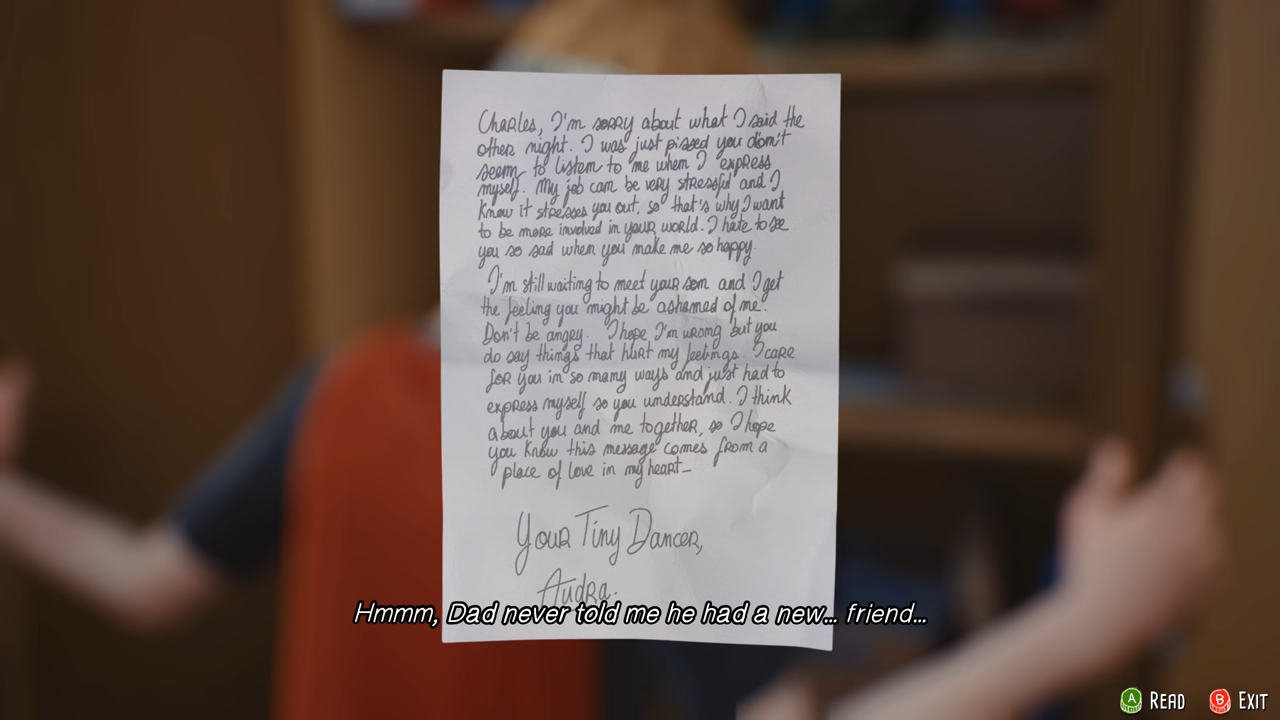 Charles, I'm sorry about what I said the
other night. I was just pissed you don't
seem to listen to me when I express
myself. My job can be very stressful and I
know it stresses you out, so that's why I want
to be more involved in your world. I hate to see
you so sad when you make me so happy.
I'm still waiting to meet your son and I get
the feeling you might be ashamed of me.
Don't be angry. I hope I'm wrong but you
do say things that hurt my feelings. I care
for you in so many ways and just had to
express myself so you understand. I think
about you and me together, so I hope
you know this message comes from a
place of love in my heart—
Your Tiny Dancer,
Audra.
Hmmm, Dad never told me he had a new... friend...
A READ B EXIT